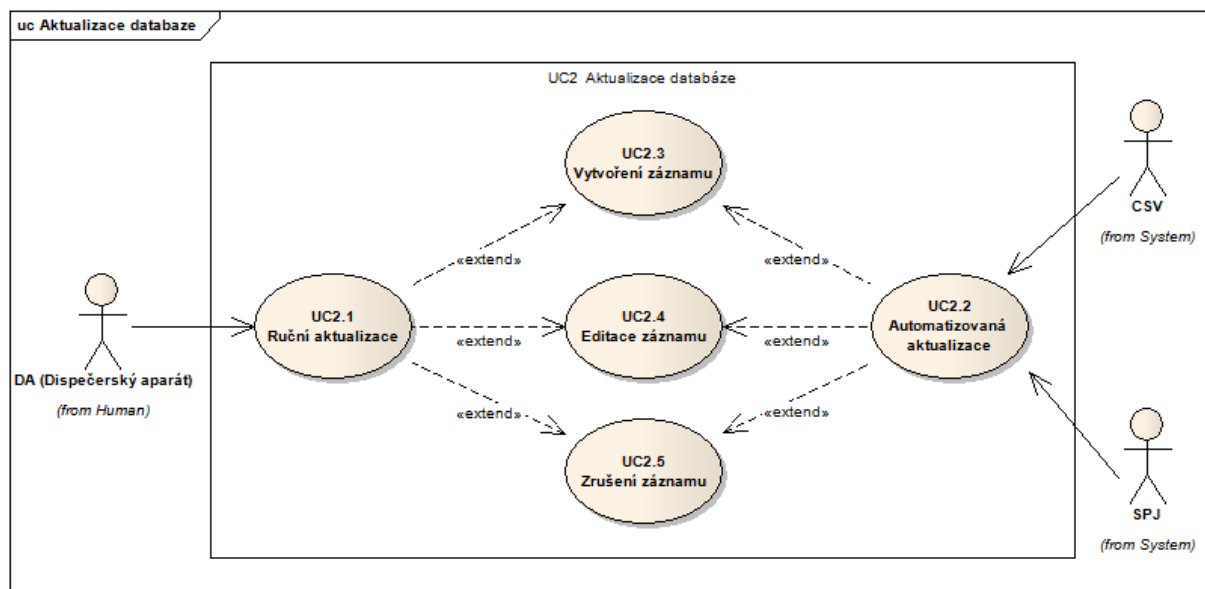 uc Aktualizace databaze
UC2 Aktualizace databáze
UC2.3
Vytvoření záznamu
CSV
(from System)
«extend»
«extend»
UC2.1
Ruční aktualizace
UC2.4
Editace záznamu
UC2.2
Automatizovaná
aktualizace
«extend»
«extend»
DA (Dispečerský aparát)
(from Human)
«extend»
«extend»
UC2.5
Zrušení záznamu
SPJ
(from System)